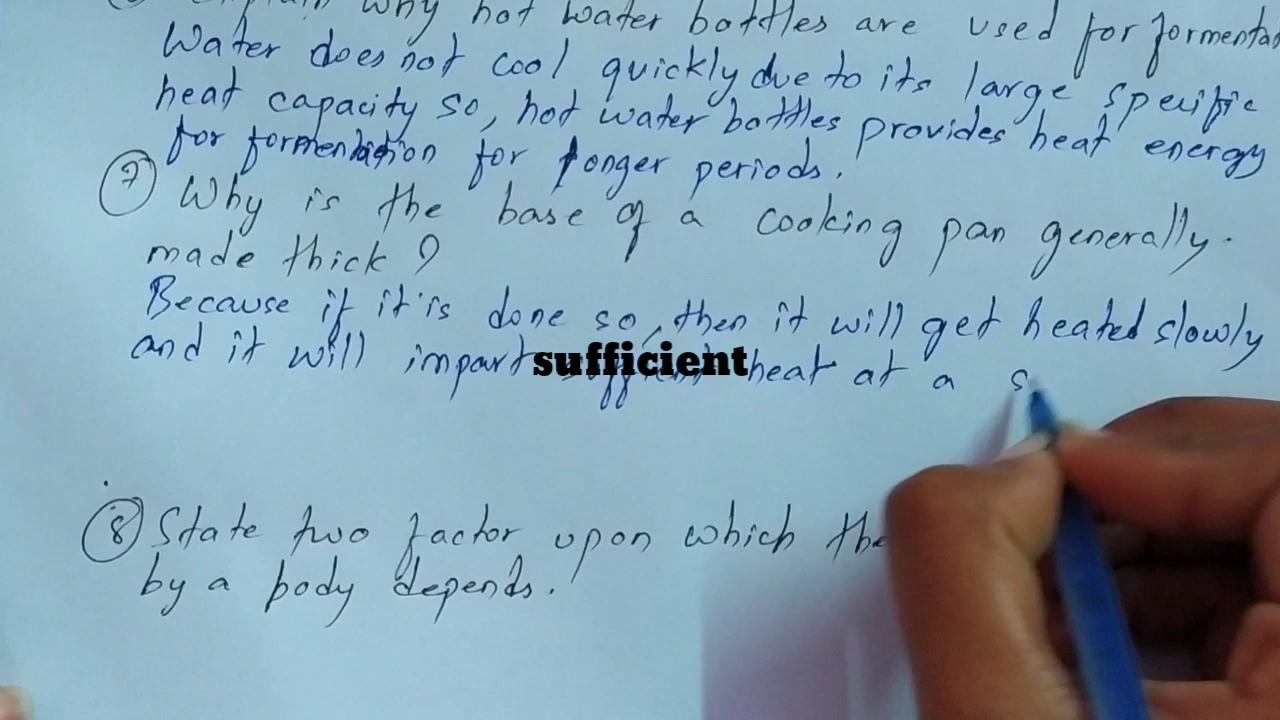 why hot water bottles are used for formentat
Water does not cool quickly due to its large specific
heat capacity so, hot water bottles provides heat energy
for formentation for longer periods.
7 Why is the base of a cooking pan generally.
made thick ?
Because if it is done so, then it will get heated slowly
and it will impart sufficient heat at a s
8 State two factor upon which the
by a body depends.